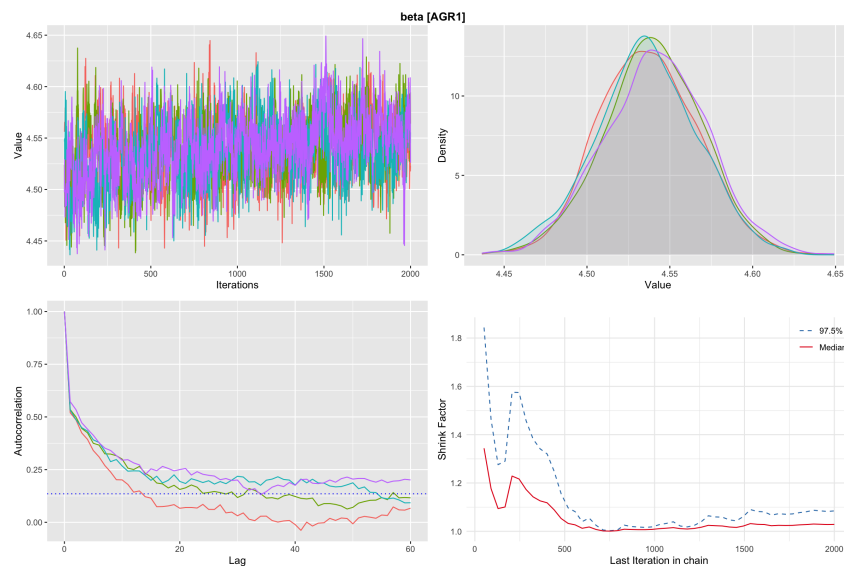 beta [AGR1]
Value
4.65
4.60
4.55
4.50
4.45
0 500 1000 1500 2000
Iterations
Density
10
5
0
4.45 4.50 4.55 4.60 4.65
Value
Autocorrelation
1.00
0.75
0.50
0.25
0.00
0 20 40 60
Lag
Shrink Factor
1.8
1.6
1.4
1.2
1.0
97.5%
Median
0 500 1000 1500 2000
Last Iteration in chain